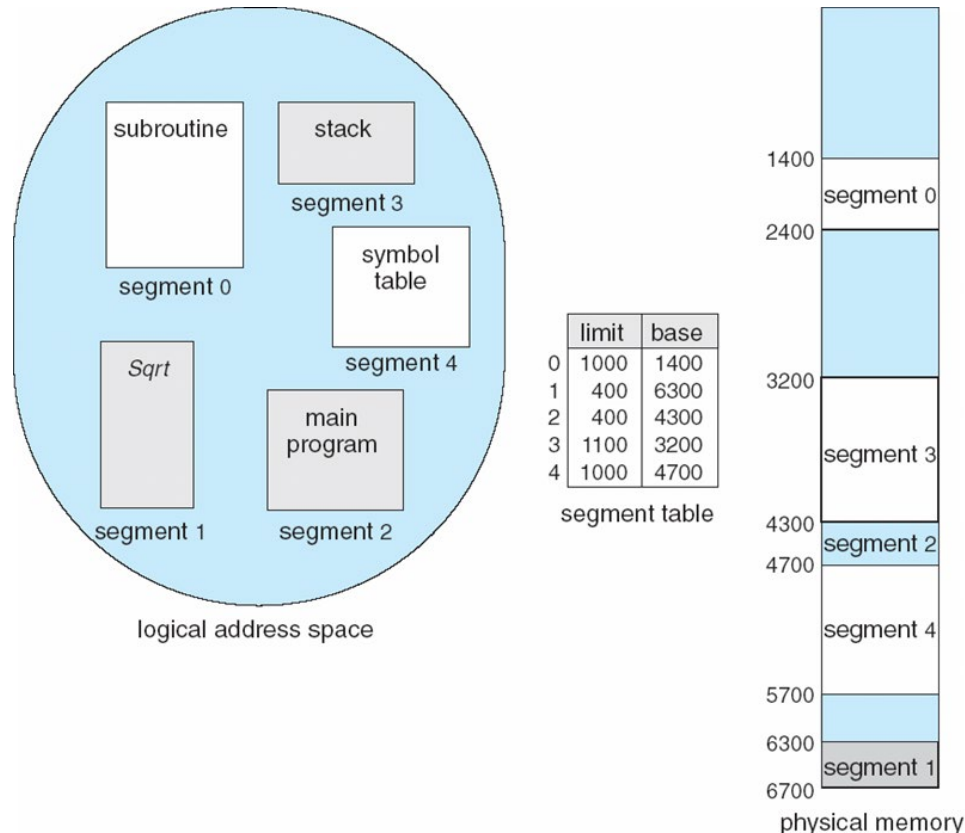 subroutine
segment 0
stack
segment 3
symbol
table
segment 4
Sqrt
segment 1
main
program
segment 2
logical address space
limit base
0 1000 1400
1 400 6300
2 400 4300
3 1100 3200
4 1000 4700
segment table
1400
segment 0
2400
3200
segment 3
4300
segment 2
4700
segment 4
5700
6300
segment 1
6700
physical memory